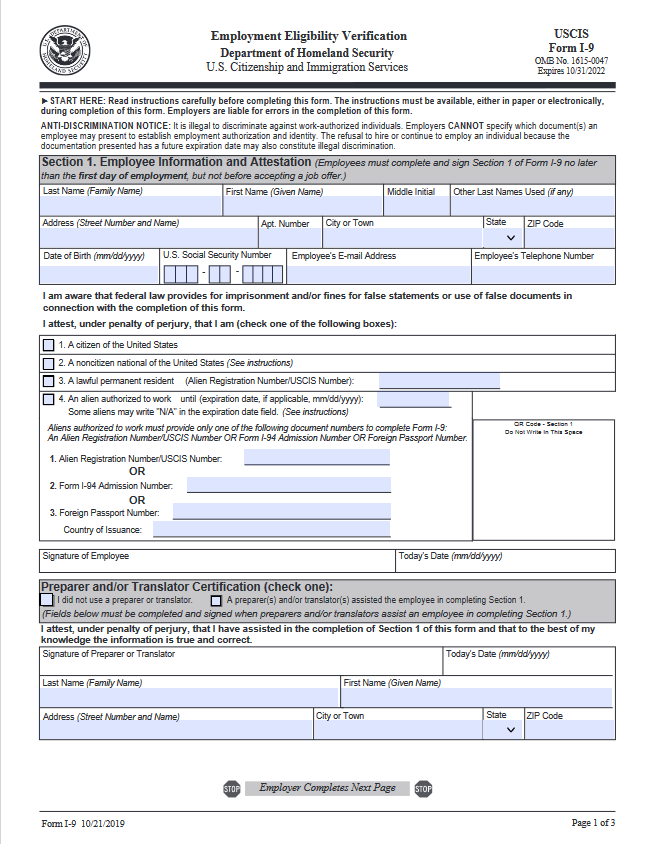 Employment Eligibility Verification
Department of Homeland Security
U.S. Citizenship and Immigration Services
USCIS
Form I-9
OMB No. 1615-0047
Expires 10/31/2022
►START HERE: Read instructions carefully before completing this form. The instructions must be available, either in paper or electronically,
during completion of this form. Employers are liable for errors in the completion of this form.
ANTI-DISCRIMINATION NOTICE: It is illegal to discriminate against work-authorized individuals. Employers CANNOT specify which document(s) an
employee may present to establish employment authorization and identity. The refusal to hire or continue to employ an individual because the
documentation presented has a future expiration date may also constitute illegal discrimination.
Section 1. Employee Information and Attestation (Employees must complete and sign Section 1 of Form I-9 no later
than the first day of employment, but not before accepting a job offer.)
Last Name (Family Name) First Name (Given Name) Middle Initial Other Last Names Used (if any)
Address (Street Number and Name) Apt. Number City or Town State ZIP Code
Date of Birth (mm/dd/yyyy) U.S. Social Security Number Employee's E-mail Address Employee's Telephone Number
- -
I am aware that federal law provides for imprisonment and/or fines for false statements or use of false documents in
connection with the completion of this form.
I attest, under penalty of perjury, that I am (check one of the following boxes):
1. A citizen of the United States
2. A noncitizen national of the United States (See instructions)
3. A lawful permanent resident (Alien Registration Number/USCIS Number):
4. An alien authorized to work until (expiration date, if applicable, mm/dd/yyyy):
Some aliens may write "N/A" in the expiration date field. (See instructions)
Aliens authorized to work must provide only one of the following document numbers to complete Form I-9:
An Alien Registration Number/USCIS Number OR Form I-94 Admission Number OR Foreign Passport Number.
1. Alien Registration Number/USCIS Number:
OR
2. Form I-94 Admission Number:
OR
3. Foreign Passport Number:
Country of Issuance:
QR Code - Section 1
Do Not Write In This Space
Signature of Employee Today's Date (mm/dd/yyyy)
Preparer and/or Translator Certification (check one):
I did not use a preparer or translator. A preparer(s) and/or translator(s) assisted the employee in completing Section 1.
(Fields below must be completed and signed when preparers and/or translators assist an employee in completing Section 1.)
I attest, under penalty of perjury, that I have assisted in the completion of Section 1 of this form and that to the best of my
knowledge the information is true and correct.
Signature of Preparer or Translator Today's Date (mm/dd/yyyy)
Last Name (Family Name) First Name (Given Name)
Address (Street Number and Name) City or Town State ZIP Code
STOP Employer Completes Next Page STOP
Form I-9 10/21/2019 Page 1 of 3